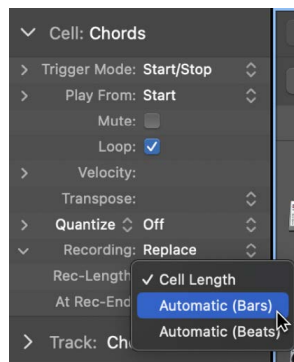 Cell: Chords
Trigger Mode: Start/Stop
Play From: Start
Mute:
Loop:
Velocity:
Transpose:
Quantize Off
Recording: Replace
Rec-Length
✓ Cell Length
At Rec-End
Automatic (Bars)
Automatic (Beats)
Track: Ch